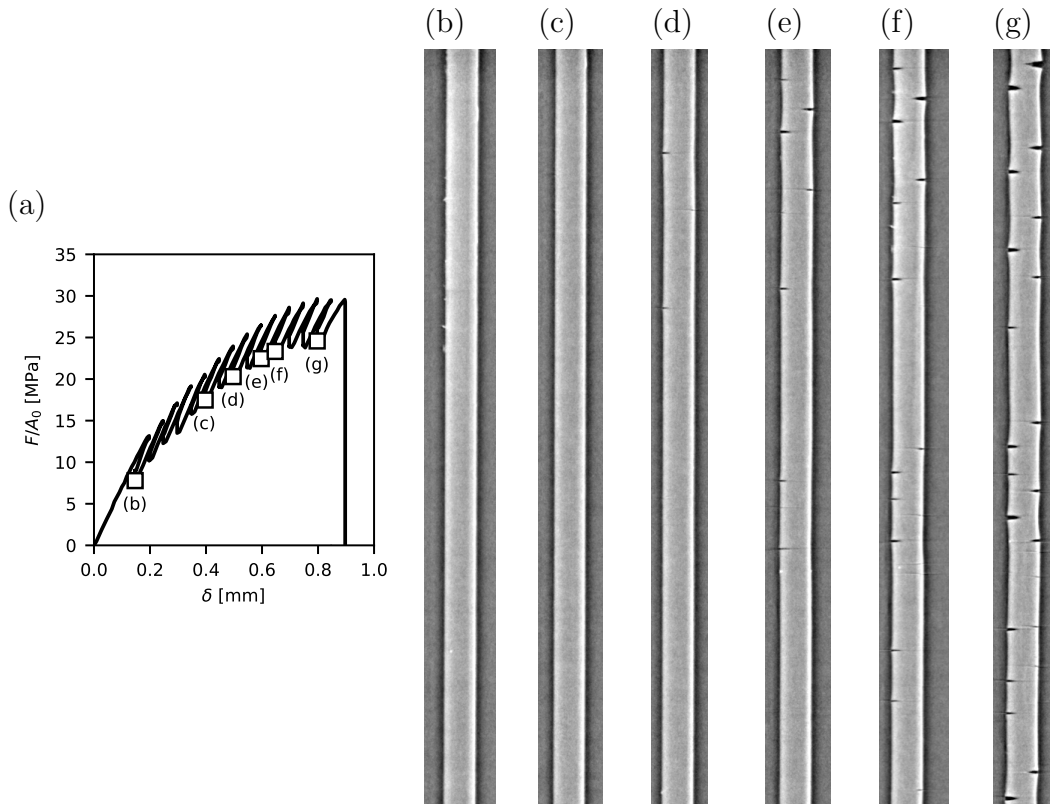 (b) (c) (d) (e) (f) (g)
(a)
35
30
25
20
15
10
5
0
F/A₀ [MPa]
(b)
(c)
(d)
(e)
(f)
(g)
0.0 0.2 0.4 0.6 0.8 1.0
δ [mm]